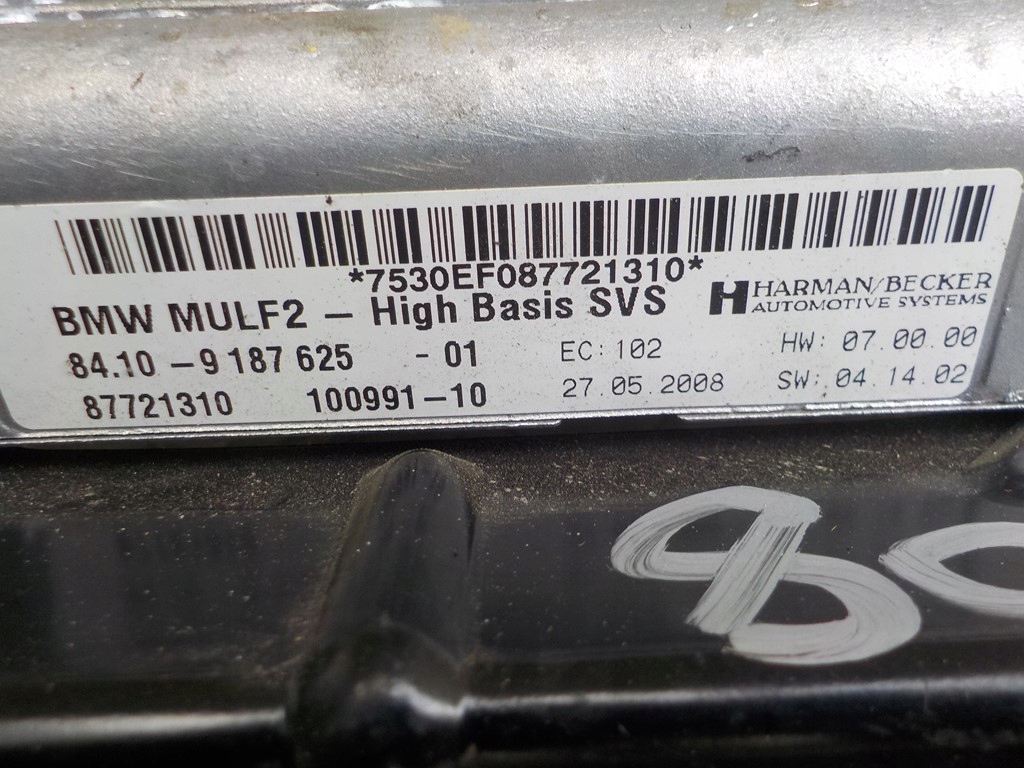 *7530EF087721310*
BMW MULF2 – High Basis SVS
HARMAN/BECKER
AUTOMOTIVE SYSTEMS
84.10 – 9 187 625 - 01 EC: 102 HW: 07.00.00
87721310 100991–10 27.05.2008 SW: 04.14.02
8